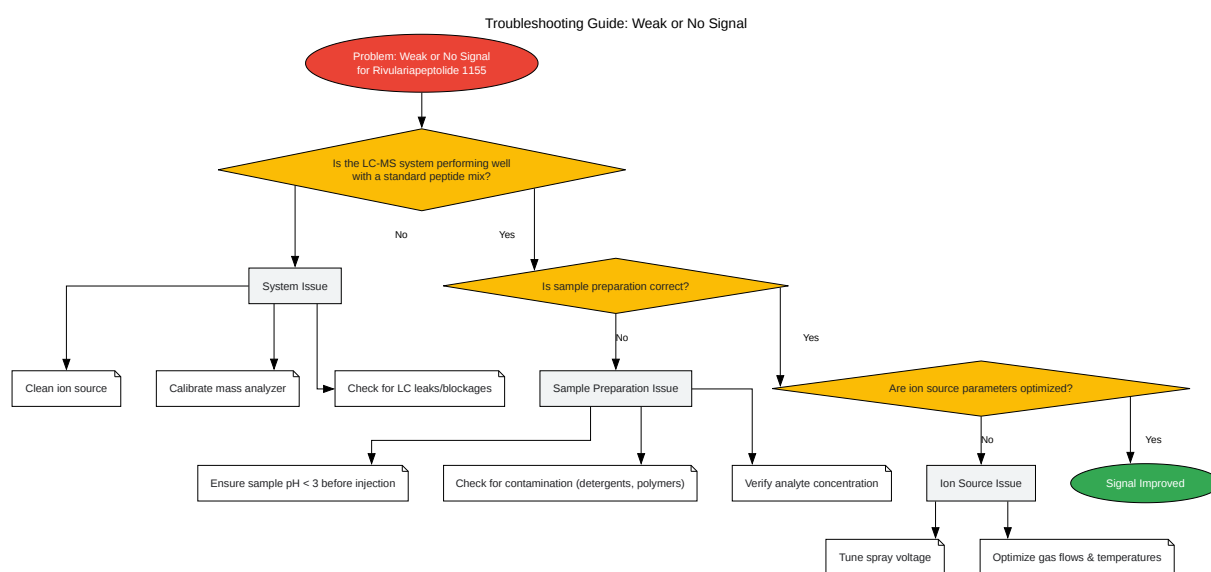 Troubleshooting Guide: Weak or No Signal
Problem: Weak or No Signal
for Rivulariapeptolide 1155
Is the LC-MS system performing well
with a standard peptide mix?
No
Yes
System Issue
Is sample preparation correct?
No
Yes
Clean ion source
Calibrate mass analyzer
Check for LC leaks/blockages
Sample Preparation Issue
Are ion source parameters optimized?
No
Yes
Ensure sample pH < 3 before injection
Check for contamination (detergents, polymers)
Verify analyte concentration
Ion Source Issue
Signal Improved
Tune spray voltage
Optimize gas flows & temperatures